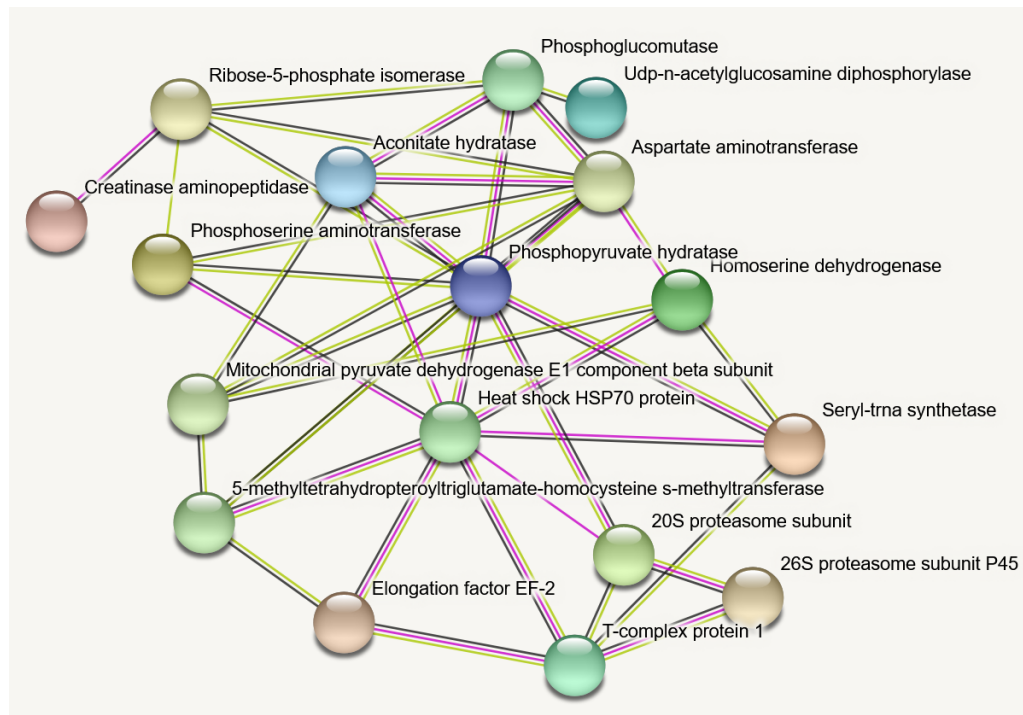 Phosphoglucomutase
Ribose-5-phosphate isomerase
Udp-n-acetylglucosamine diphosphorylase
Aconitate hydratase
Aspartate aminotransferase
Creatinase aminopeptidase
Phosphoserine aminotransferase
Phosphopyruvate hydratase
Homoserine dehydrogenase
Mitochondrial pyruvate dehydrogenase E1 component beta subunit
Heat shock HSP70 protein
Seryl-trna synthetase
5-methyltetrahydropteroyltriglutamate-homocysteine s-methyltransferase
20S proteasome subunit
26S proteasome subunit P45
Elongation factor EF-2
T-complex protein 1